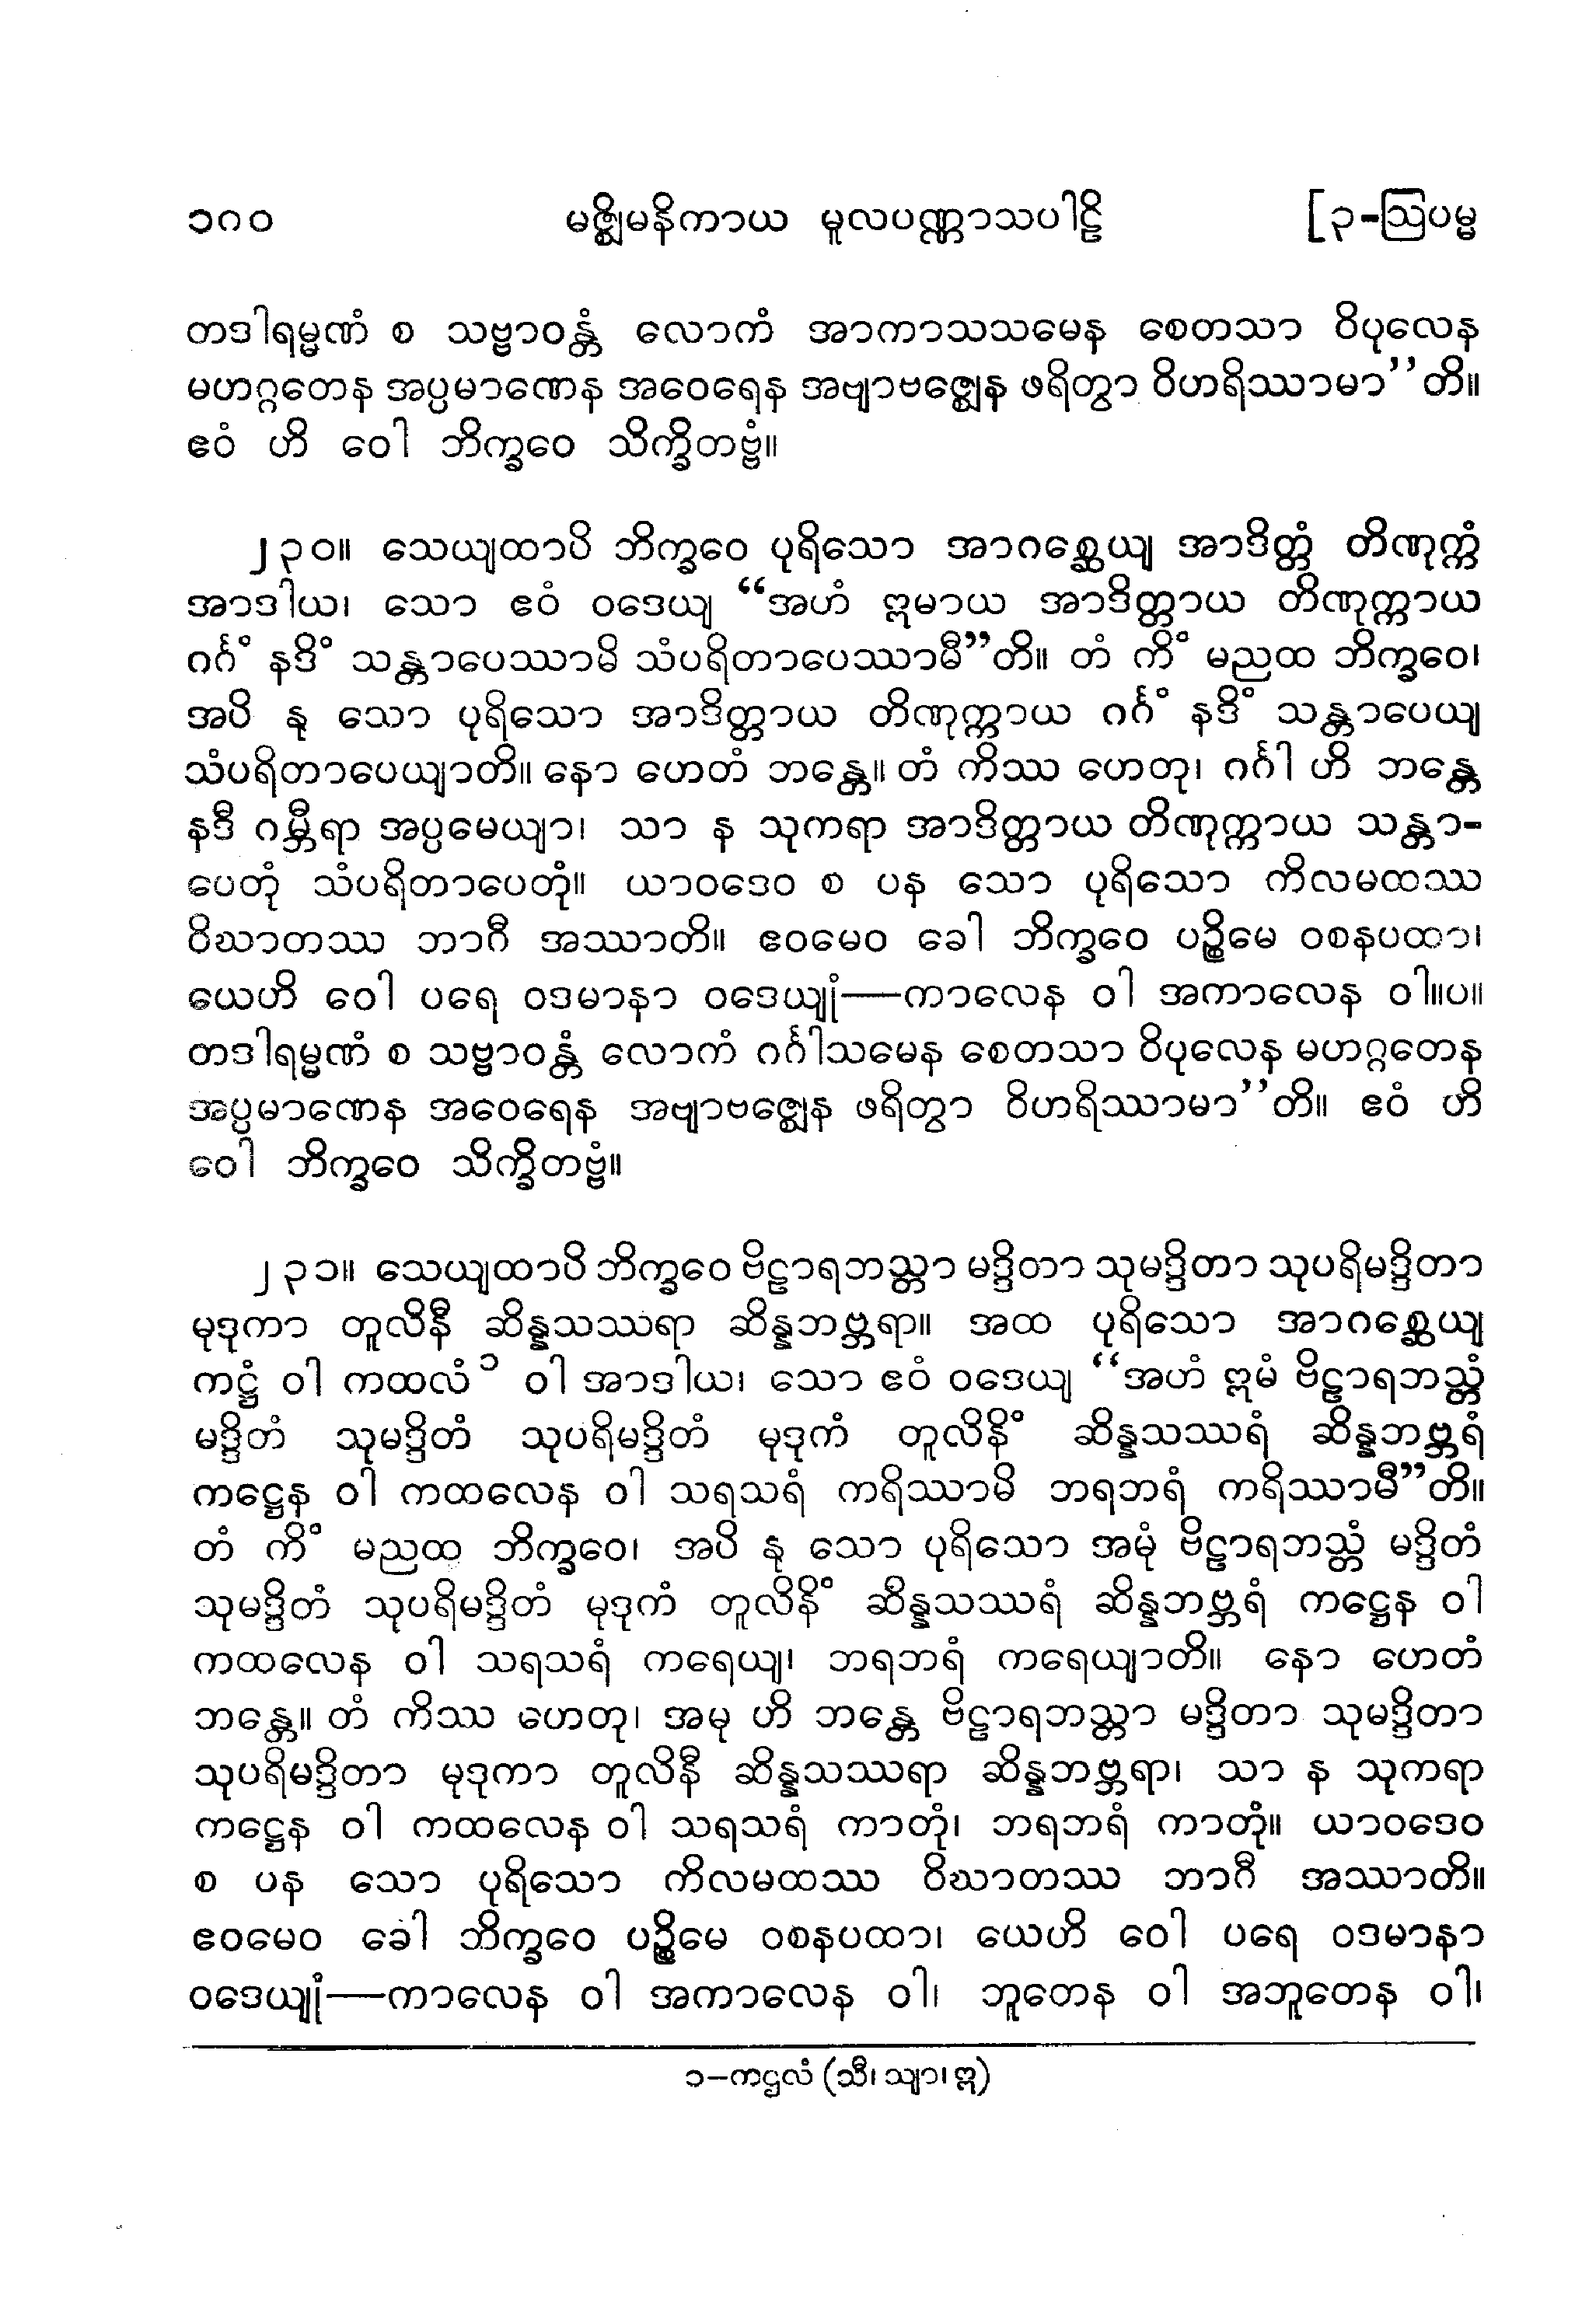 ၁၈၀ မဇ္ဈိမနိကာယ မူလပဏ္ဏာသပါဠိ [၃-ဩပမ္မ
တဒါရမ္မဏံ စ သဗ္ဗာဝန္တံ လောကံ အာကာသသမေန စေတသာ ဝိပုလေန
မဟဂ္ဂတေန အပ္ပမာဏေန အဝေရေန အဗျာဗဇ္ဈေန ဖရိတွာ ဝိဟရိဿာမာ’’တိ။
ဧဝံ ဟိ ဝေါ ဘိက္ခဝေ သိက္ခိတဗ္ဗံ။
၂၃၀။ သေယျထာပိ ဘိက္ခဝေ ပုရိသော အာဂစ္ဆေယျ အာဒိတ္တံ တိဏုက္ကံ
အာဒါယ၊ သော ဧဝံ ဝဒေယျ “အဟံ ဣမာယ အာဒိတ္တာယ တိဏုက္ကာယ
ဂင်္ဂံ နဒိံ သန္တာပေဿာမိ သံပရိတာပေဿာမီ”တိ။ တံ ကိံ မညထ ဘိက္ခဝေ၊
အပိ နု သော ပုရိသော အာဒိတ္တာယ တိဏုက္ကာယ ဂင်္ဂံ နဒိံ သန္တာပေယျ
သံပရိတာပေယျာတိ။ နော ဟေတံ ဘန္တေ။ တံ ကိဿ ဟေတု၊ ဂင်္ဂါ ဟိ ဘန္တေ
နဒီ ဂမ္ဘီရာ အပ္ပမေယျာ၊ သာ န သုကရာ အာဒိတ္တာယ တိဏုက္ကာယ သန္တာ-
ပေတုံ သံပရိတာပေတုံ။ ယာဝဒေဝ စ ပန သော ပုရိသော ကိလမထဿ
ဝိဃာတဿ ဘာဂီ အဿာတိ။ ဧဝမေဝ ခေါ ဘိက္ခဝေ ပဉ္စိမေ ဝစနပထာ၊
ယေဟိ ဝေါ ပရေ ဝဒမာနာ ဝဒေယျုံ—ကာလေန ဝါ အကာလေန ဝါ။ပ။
တဒါရမ္မဏံ စ သဗ္ဗာဝန္တံ လောကံ ဂင်္ဂါသမေန စေတသာ ဝိပုလေန မဟဂ္ဂတေန
အပ္ပမာဏေန အဝေရေန အဗျာဗဇ္ဈေန ဖရိတွာ ဝိဟရိဿာမာ’’တိ။ ဧဝံ ဟိ
ဝေါ ဘိက္ခဝေ သိက္ခိတဗ္ဗံ။
၂၃၁။ သေယျထာပိ ဘိက္ခဝေ ဗိဠာရဘသ္တာ မဒ္ဒိတာ သုမဒ္ဒိတာ သုပရိမဒ္ဒိတာ
မုဒုကာ တူလိနီ ဆိန္နသဿရာ ဆိန္နဘဗ္ဘရာ။ အထ ပုရိသော အာဂစ္ဆေယျ
ကဋ္ဌံ ဝါ ကထလံ ၁ ဝါ အာဒါယ၊ သော ဧဝံ ဝဒေယျ “အဟံ ဣမံ ဗိဠာရဘသ္တံ
မဒ္ဒိတံ သုမဒ္ဒိတံ သုပရိမဒ္ဒိတံ မုဒုကံ တူလိနိံ ဆိန္နသဿရံ ဆိန္နဘဗ္ဘရံ
ကဋ္ဌေန ဝါ ကထလေန ဝါ သရသရံ ကရိဿာမိ ဘရဘရံ ကရိဿာမီ”တိ။
တံ ကိံ မညထ ဘိက္ခဝေ၊ အပိ နု သော ပုရိသော အမုံ ဗိဠာရဘသ္တံ မဒ္ဒိတံ
သုမဒ္ဒိတံ သုပရိမဒ္ဒိတံ မုဒုကံ တူလိနိံ ဆိန္နသဿရံ ဆိန္နဘဗ္ဘရံ ကဋ္ဌေန ဝါ
ကထလေန ဝါ သရသရံ ကရေယျ၊ ဘရဘရံ ကရေယျာတိ။ နော ဟေတံ
ဘန္တေ။ တံ ကိဿ ဟေတု၊ အမု ဟိ ဘန္တေ ဗိဠာရဘသ္တာ မဒ္ဒိတာ သုမဒ္ဒိတာ
သုပရိမဒ္ဒိတာ မုဒုကာ တူလိနီ ဆိန္နသဿရာ ဆိန္နဘဗ္ဘရာ၊ သာ န သုကရာ
ကဋ္ဌေန ဝါ ကထလေန ဝါ သရသရံ ကာတုံ၊ ဘရဘရံ ကာတုံ။ ယာဝဒေဝ
စ ပန သော ပုရိသော ကိလမထဿ ဝိဃာတဿ ဘာဂီ အဿာတိ။
ဧဝမေဝ ခေါ ဘိက္ခဝေ ပဉ္စိမေ ဝစနပထာ၊ ယေဟိ ဝေါ ပရေ ဝဒမာနာ
ဝဒေယျုံ—ကာလေန ဝါ အကာလေန ဝါ၊ ဘူတေန ဝါ အဘူတေန ဝါ၊
၁−ကဌလံ (သီ၊ သျာ၊ ဣ)